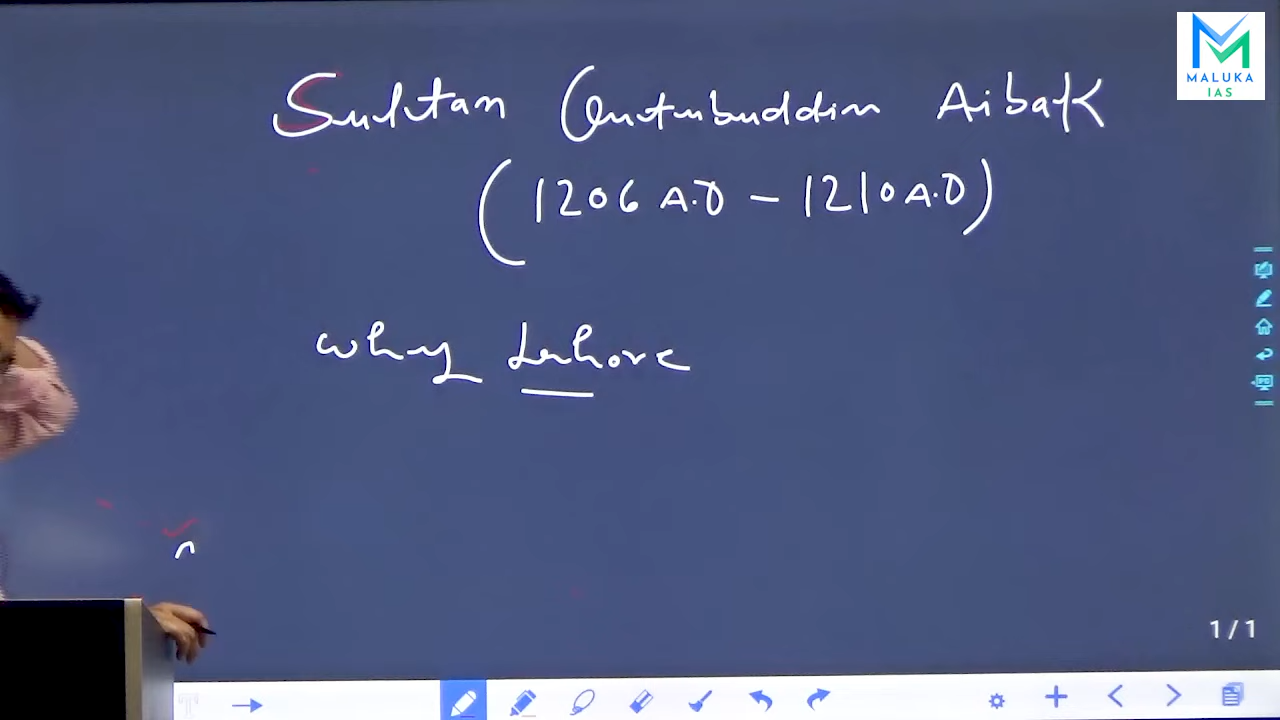 MALUKA
IAS
Sultan Qutubuddin Aibak
(1206 A.D – 1210 A.D)
why Lahore
1/1